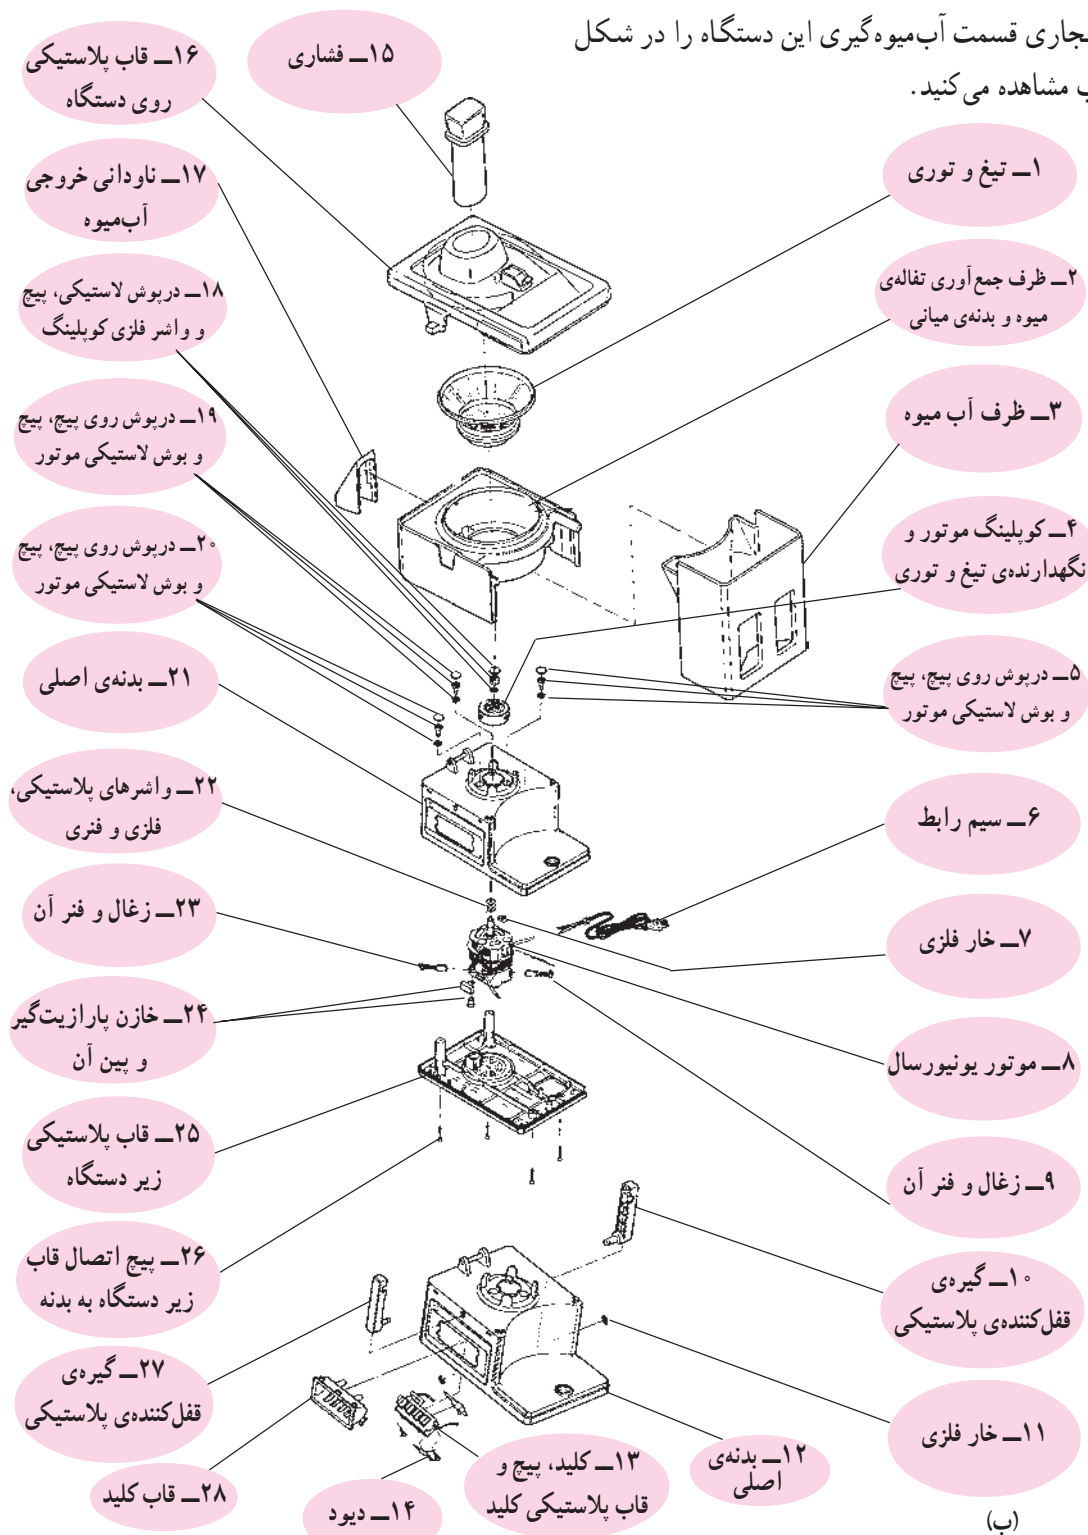 جاری قسمت آب‌میوه‌گیری این دستگاه را در شکل
ب مشاهده می‌کنید.
۱ــ تیغ و توری
۲ــ ظرف جمع‌آوری تفاله‌ی
میوه و بدنه‌ی میانی
۳ــ ظرف آب میوه
۴ــ کوپلینگ موتور و
نگهدارنده‌ی تیغ و توری
۵ــ درپوش روی پیچ، پیچ
و بوش لاستیکی موتور
۶ــ سیم رابط
۷ــ خار فلزی
۸ــ موتور یونیورسال
۹ــ زغال و فنر آن
۱۰ــ گیره‌ی
قفل‌کننده‌ی پلاستیکی
۱۱ــ خار فلزی
۱۲ــ بدنه‌ی
اصلی
۱۳ــ کلید، پیچ و
قاب پلاستیکی کلید
۱۴ــ دیود
۱۵ــ فشاری
۱۶ــ قاب پلاستیکی
روی دستگاه
۱۷ــ ناودانی خروجی
آب‌میوه
۱۸ــ درپوش لاستیکی، پیچ
و واشر فلزی کوپلینگ
۱۹ــ درپوش روی پیچ، پیچ
و بوش لاستیکی موتور
۲۰ــ درپوش روی پیچ، پیچ
و بوش لاستیکی موتور
۲۱ــ بدنه‌ی اصلی
۲۲ــ واشرهای پلاستیکی،
فلزی و فنری
۲۳ــ زغال و فنر آن
۲۴ــ خازن پارازیت‌گیر
و پین آن
۲۵ــ قاب پلاستیکی
زیر دستگاه
۲۶ــ پیچ اتصال قاب
زیر دستگاه به بدنه
۲۷ــ گیره‌ی
قفل‌کننده‌ی پلاستیکی
۲۸ــ قاب کلید
(ب)